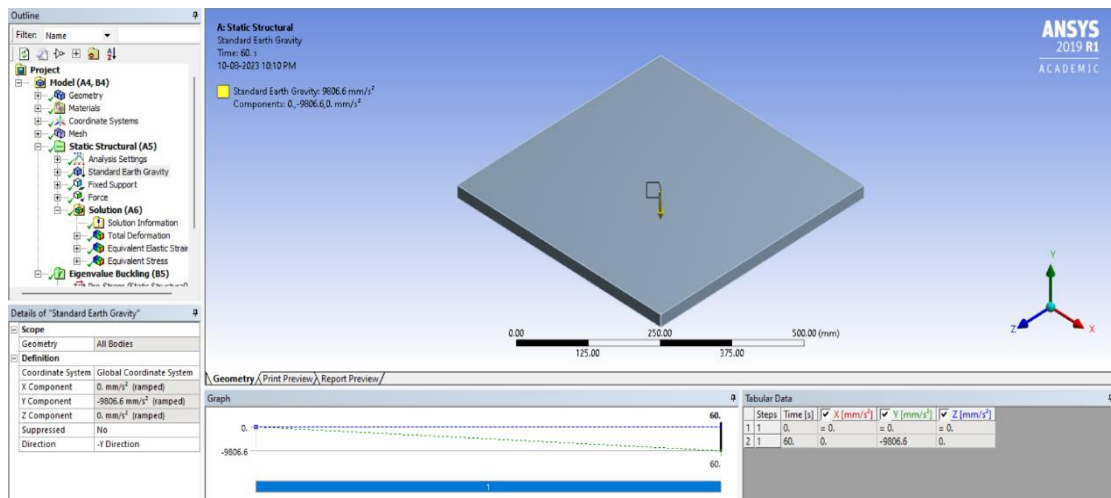 Outline
Filter: Name
Project
Model (A4, B4)
Geometry
Materials
Coordinate Systems
Mesh
Static Structural (A5)
Analysis Settings
Standard Earth Gravity
Fixed Support
Force
Solution (A6)
Solution Information
Total Deformation
Equivalent Elastic Strai
Equivalent Stress
Eigenvalue Buckling (B5)
Details of "Standard Earth Gravity"
Scope
Geometry All Bodies
Definition
Coordinate System Global Coordinate System
X Component 0. mm/s² (ramped)
Y Component -9806.6 mm/s² (ramped)
Z Component 0. mm/s² (ramped)
Suppressed No
Direction -Y Direction
A: Static Structural
Standard Earth Gravity
Time: 60. s
10-08-2023 10:10 PM
Standard Earth Gravity: 9806.6 mm/s²
Components: 0.,-9806.6,0. mm/s²
ANSYS
2019 R1
ACADEMIC
Y
Z X
0.00 250.00 500.00 (mm)
125.00 375.00
Geometry Print Preview Report Preview
Graph
60.
0.
-9806.6
60.
1
Tabular Data
Steps Time [s] X [mm/s²] Y [mm/s²] Z [mm/s²]
1 1 0. = 0. = 0. = 0.
2 1 60. 0. -9806.6 0.